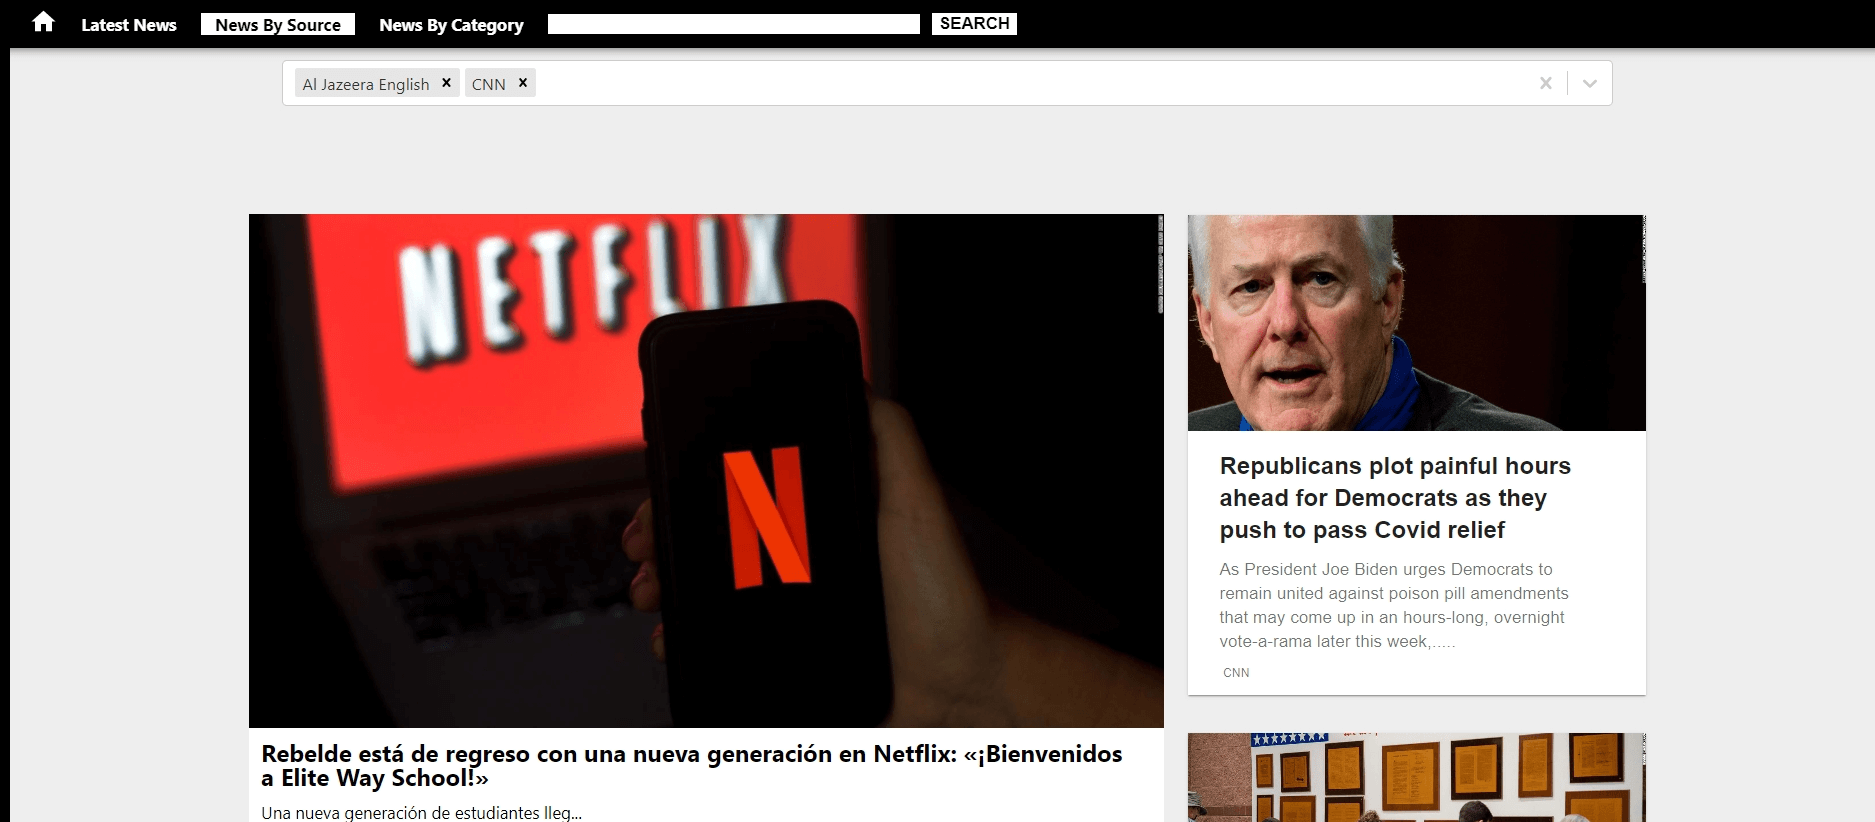 Latest News
News By Source
News By Category
SEARCH
Al Jazeera English ×
CNN ×
NETFLIX
N
Rebelde está de regreso con una nueva generación en Netflix: «¡Bienvenidos
a Elite Way School!»
Una nueva generación de estudiantes lleg...
Republicans plot painful hours
ahead for Democrats as they
push to pass Covid relief
As President Joe Biden urges Democrats to
remain united against poison pill amendments
that may come up in an hours-long, overnight
vote-a-rama later this week,.....
CNN